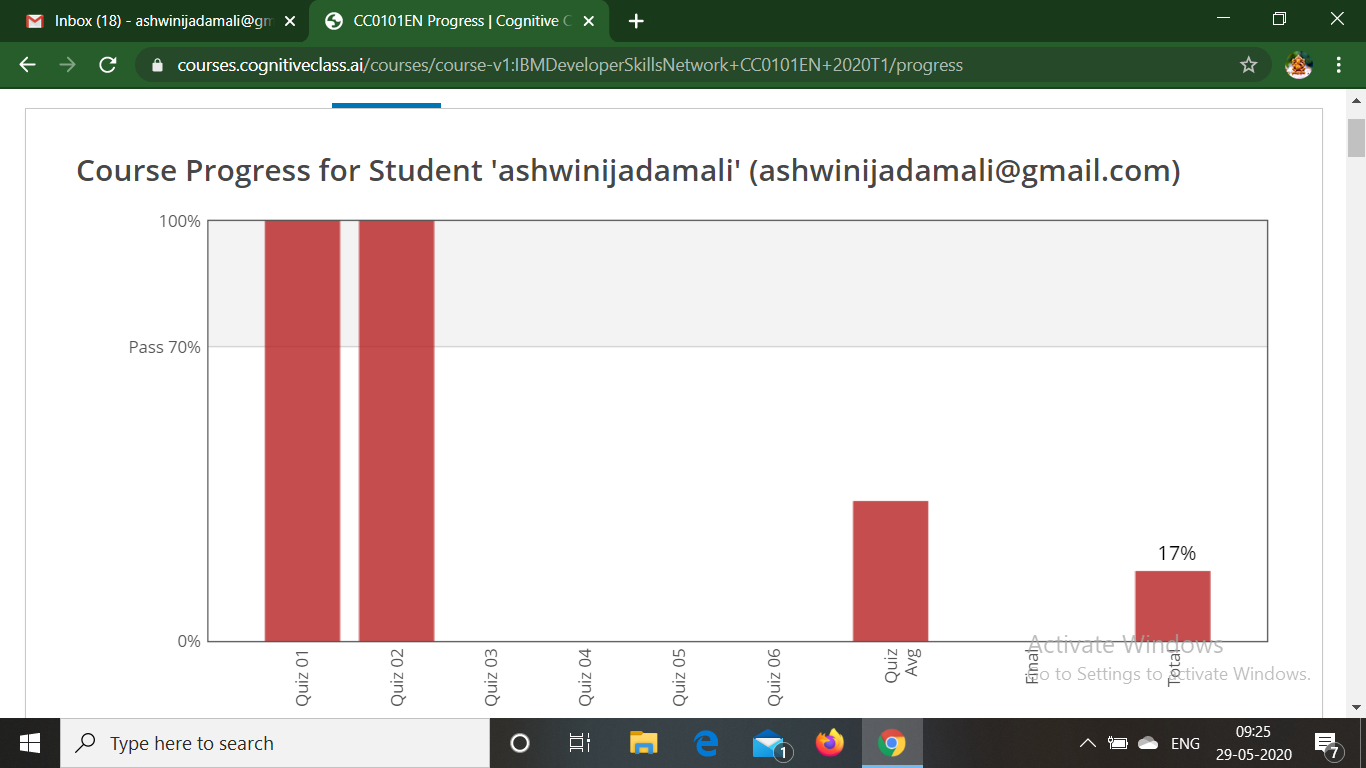 Inbox (18) - ashwinijadamali@gm
CC0101EN Progress | Cognitive C
courses.cognitiveclass.ai/courses/course-v1:IBMDeveloperSkillsNetwork+CC0101EN+2020T1/progress
Course Progress for Student 'ashwinijadamali' (ashwinijadamali@gmail.com)
100%
Pass 70%
17%
0%
Quiz 01
Quiz 02
Quiz 03
Quiz 04
Quiz 05
Quiz 06
Quiz
Avg
Final
Total
Activate Windows
Go to Settings to activate Windows.
Type here to search
1
ENG
09:25
29-05-2020
7